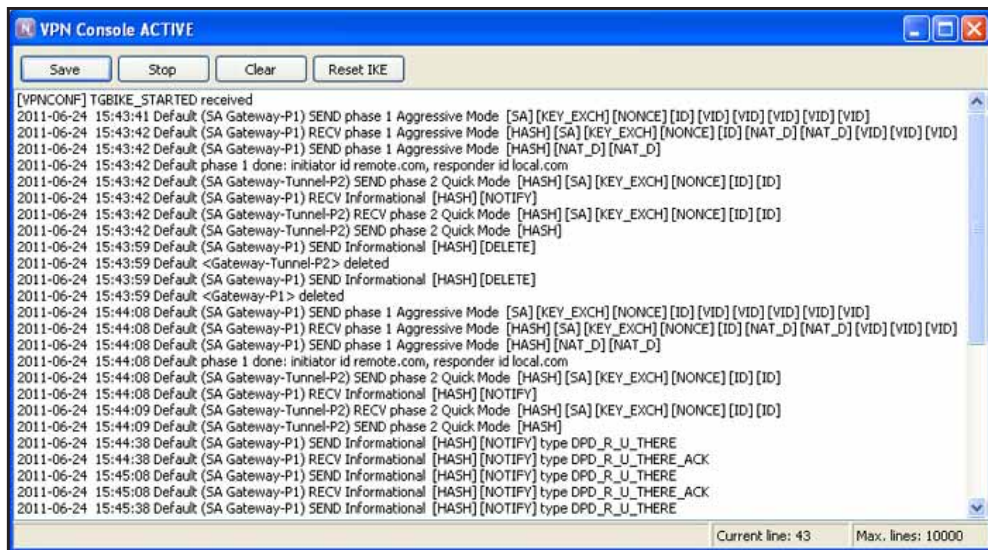 N VPN Console ACTIVE
Save Stop Clear Reset IKE
[VPNCONF] TGBIKE_STARTED received
2011-06-24 15:43:41 Default (SA Gateway-P1) SEND phase 1 Aggressive Mode [SA] [KEY_EXCH] [NONCE] [ID] [VID] [VID] [VID] [VID] [VID]
2011-06-24 15:43:42 Default (SA Gateway-P1) RECV phase 1 Aggressive Mode [HASH] [SA] [KEY_EXCH] [NONCE] [ID] [NAT_D] [NAT_D] [VID] [VID] [VID]
2011-06-24 15:43:42 Default (SA Gateway-P1) SEND phase 1 Aggressive Mode [HASH] [NAT_D] [NAT_D]
2011-06-24 15:43:42 Default phase 1 done: initiator id remote.com, responder id local.com
2011-06-24 15:43:42 Default (SA Gateway-Tunnel-P2) SEND phase 2 Quick Mode [HASH] [SA] [KEY_EXCH] [NONCE] [ID] [ID]
2011-06-24 15:43:42 Default (SA Gateway-P1) RECV Informational [HASH] [NOTIFY]
2011-06-24 15:43:42 Default (SA Gateway-Tunnel-P2) RECV phase 2 Quick Mode [HASH] [SA] [KEY_EXCH] [NONCE] [ID] [ID]
2011-06-24 15:43:42 Default (SA Gateway-Tunnel-P2) SEND phase 2 Quick Mode [HASH]
2011-06-24 15:43:59 Default (SA Gateway-P1) SEND Informational [HASH] [DELETE]
2011-06-24 15:43:59 Default <Gateway-Tunnel-P2> deleted
2011-06-24 15:43:59 Default (SA Gateway-P1) SEND Informational [HASH] [DELETE]
2011-06-24 15:43:59 Default <Gateway-P1> deleted
2011-06-24 15:44:08 Default (SA Gateway-P1) SEND phase 1 Aggressive Mode [SA] [KEY_EXCH] [NONCE] [ID] [VID] [VID] [VID] [VID] [VID]
2011-06-24 15:44:08 Default (SA Gateway-P1) RECV phase 1 Aggressive Mode [HASH] [SA] [KEY_EXCH] [NONCE] [ID] [NAT_D] [NAT_D] [VID] [VID] [VID]
2011-06-24 15:44:08 Default (SA Gateway-P1) SEND phase 1 Aggressive Mode [HASH] [NAT_D] [NAT_D]
2011-06-24 15:44:08 Default phase 1 done: initiator id remote.com, responder id local.com
2011-06-24 15:44:08 Default (SA Gateway-Tunnel-P2) SEND phase 2 Quick Mode [HASH] [SA] [KEY_EXCH] [NONCE] [ID] [ID]
2011-06-24 15:44:08 Default (SA Gateway-P1) RECV Informational [HASH] [NOTIFY]
2011-06-24 15:44:09 Default (SA Gateway-Tunnel-P2) RECV phase 2 Quick Mode [HASH] [SA] [KEY_EXCH] [NONCE] [ID] [ID]
2011-06-24 15:44:09 Default (SA Gateway-Tunnel-P2) SEND phase 2 Quick Mode [HASH]
2011-06-24 15:44:38 Default (SA Gateway-P1) SEND Informational [HASH] [NOTIFY] type DPD_R_U_THERE
2011-06-24 15:44:38 Default (SA Gateway-P1) RECV Informational [HASH] [NOTIFY] type DPD_R_U_THERE_ACK
2011-06-24 15:45:08 Default (SA Gateway-P1) SEND Informational [HASH] [NOTIFY] type DPD_R_U_THERE
2011-06-24 15:45:08 Default (SA Gateway-P1) RECV Informational [HASH] [NOTIFY] type DPD_R_U_THERE_ACK
2011-06-24 15:45:38 Default (SA Gateway-P1) SEND Informational [HASH] [NOTIFY] type DPD_R_U_THERE
Current line: 43 Max. lines: 10000